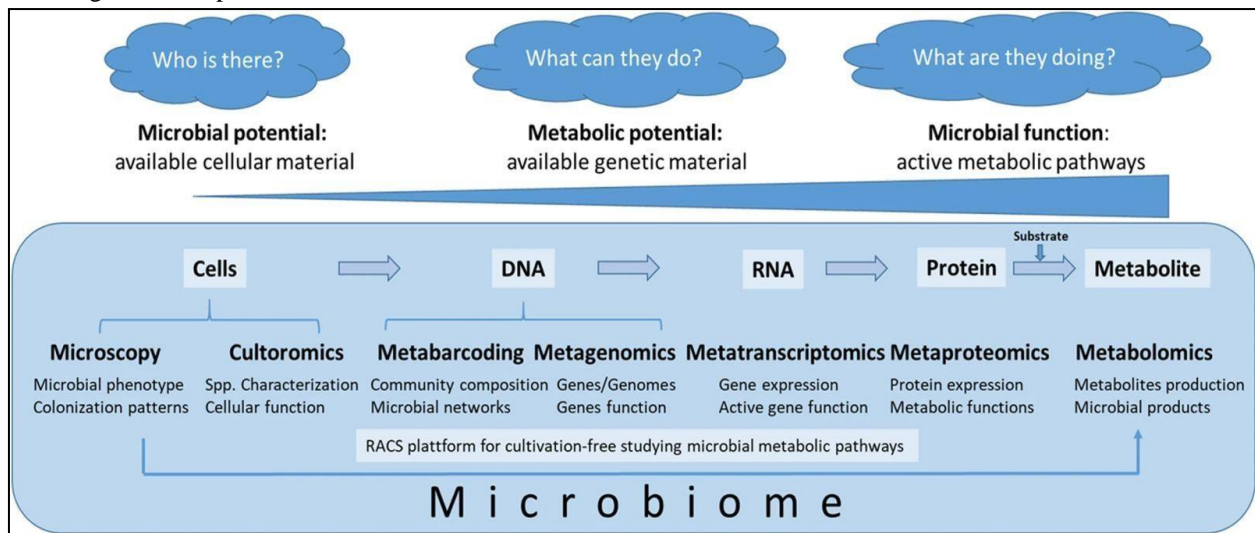 Who is there?
What can they do?
What are they doing?
Microbial potential:
available cellular material
Metabolic potential:
available genetic material
Microbial function:
active metabolic pathways
Cells
DNA
RNA
Protein
Substrate
Metabolite
Microscopy
Microbial phenotype
Colonization patterns
Cultoromics
Spp. Characterization
Cellular function
Metabarcoding
Community composition
Microbial networks
Metagenomics
Genes/Genomes
Genes function
Metatranscriptomics
Gene expression
Active gene function
Metaproteomics
Protein expression
Metabolic functions
Metabolomics
Metabolites production
Microbial products
RACS plattform for cultivation-free studying microbial metabolic pathways
Microbiome